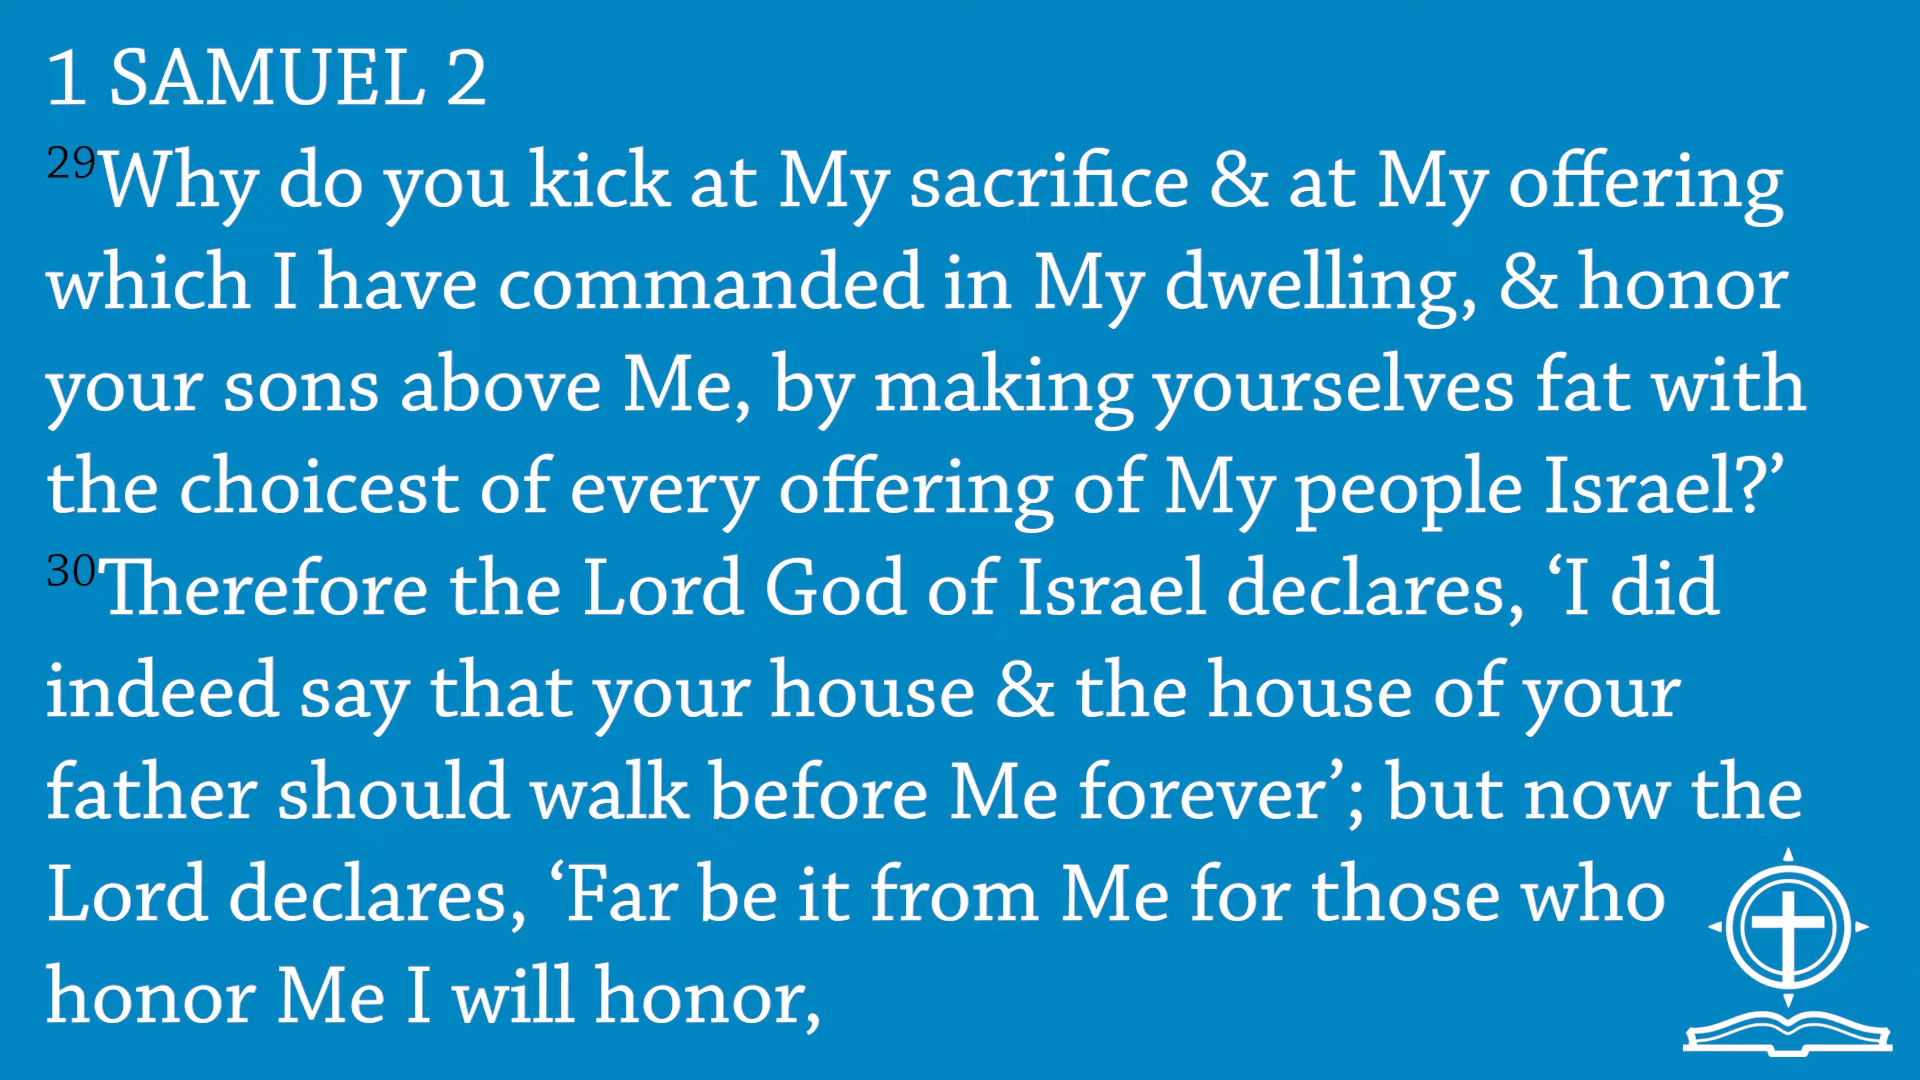 1 SAMUEL 2
29Why do you kick at My sacrifice & at My offering
which I have commanded in My dwelling, & honor
your sons above Me, by making yourselves fat with
the choicest of every offering of My people Israel?’
30Therefore the Lord God of Israel declares, ‘I did
indeed say that your house & the house of your
father should walk before Me forever’; but now the
Lord declares, ‘Far be it from Me for those who
honor Me I will honor,